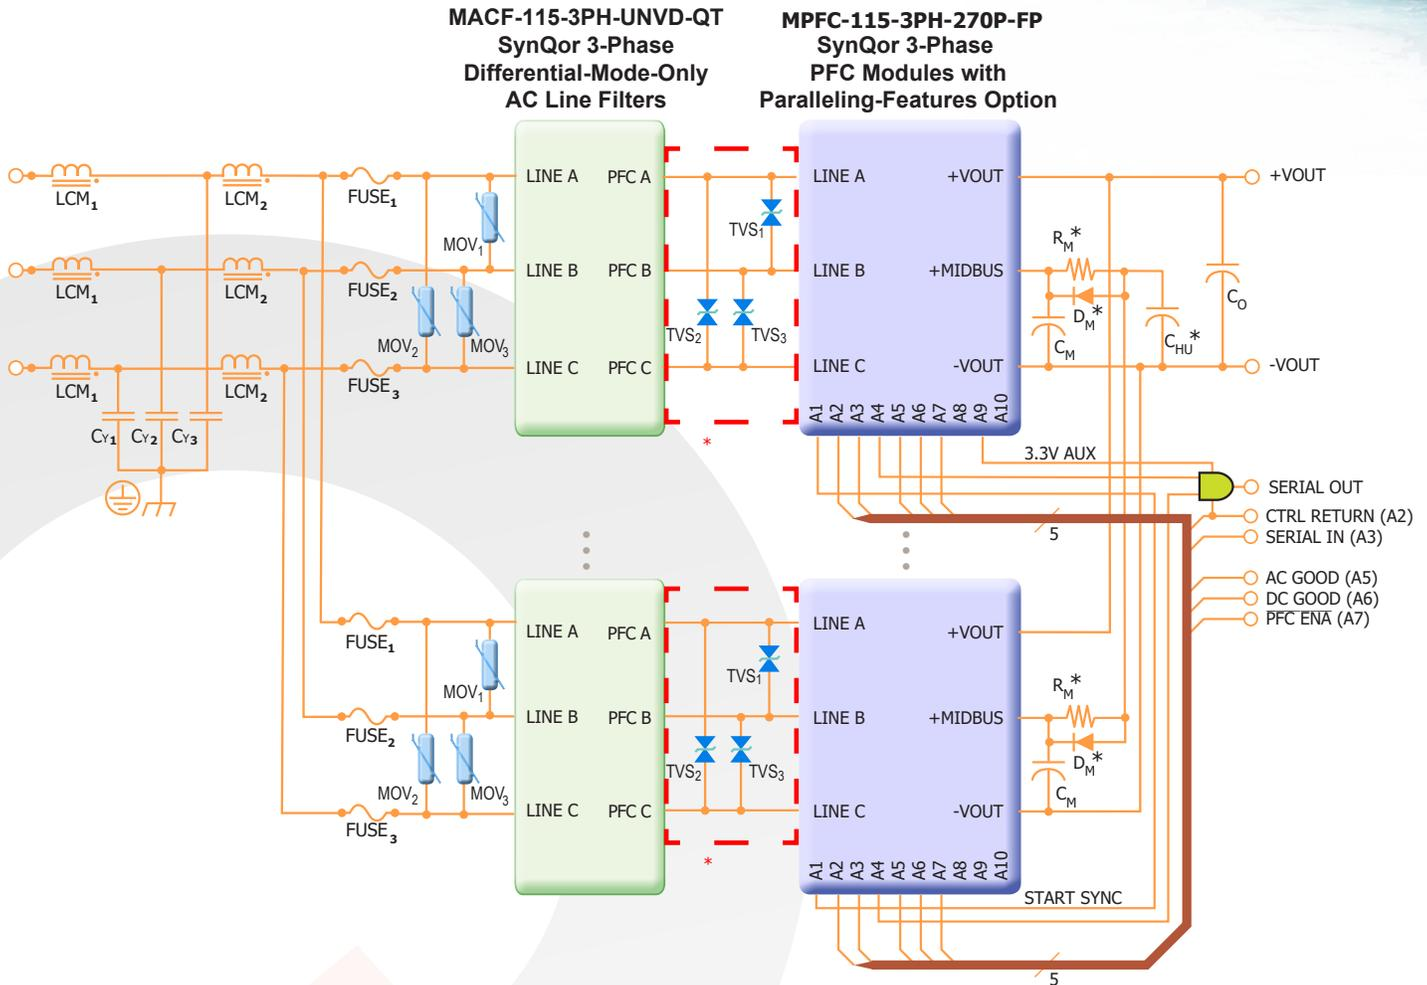 MACF-115-3PH-UNVD-QT
SynQor 3-Phase
Differential-Mode-Only
AC Line Filters
MPFC-115-3PH-270P-FP
SynQor 3-Phase
PFC Modules with
Paralleling-Features Option
LCM1
LCM2
FUSE1
MOV1
LINE A PFC A
TVS1
LINE A +VOUT
+VOUT
LCM1
LCM2
FUSE2
MOV2
MOV3
LINE B PFC B
TVS2
TVS3
LINE B +MIDBUS
RM*
DM*
CM
CHU*
CO
LCM1
LCM2
FUSE3
LINE C PFC C
LINE C -VOUT
-VOUT
CY1 CY2 CY3
*
A1 A2 A3 A4 A5 A6 A7 A8 A9 A10
3.3V AUX
SERIAL OUT
CTRL RETURN (A2)
SERIAL IN (A3)
5
AC GOOD (A5)
DC GOOD (A6)
PFC ENA (A7)
FUSE1
MOV1
LINE A PFC A
TVS1
LINE A +VOUT
FUSE2
MOV2
MOV3
LINE B PFC B
TVS2
TVS3
LINE B +MIDBUS
RM*
DM*
CM
FUSE3
LINE C PFC C
LINE C -VOUT
*
A1 A2 A3 A4 A5 A6 A7 A8 A9 A10
START SYNC
5